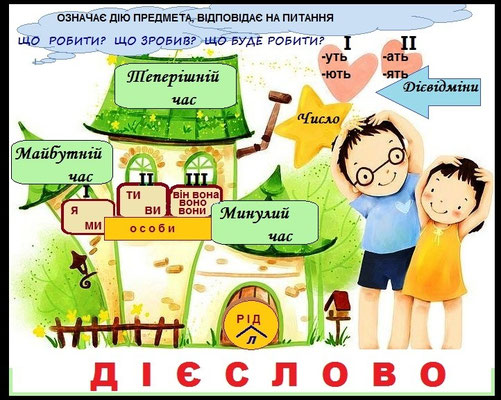 ОЗНАЧАЄ ДІЮ ПРЕДМЕТА, ВІДПОВІДАЄ НА ПИТАННЯ
ЩО РОБИТИ? ЩО ЗРОБИВ? ЩО БУДЕ РОБИТИ?
I II
-уть -ать
-ють -ять
Дієвідміни
Теперішній
час
Число
Майбутній
час
I II III
Я
МИ
ТИ
ВИ
він вона
воно
вони
о с о б и
Минулий
час
РІД
л
ДІЄСЛОВО